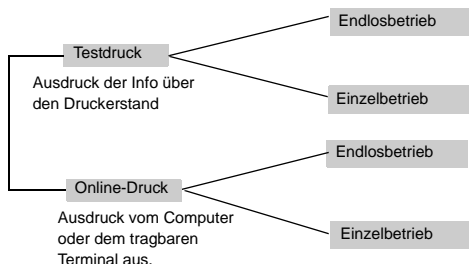 Endlosbetrieb
Testdruck
Ausdruck der Info über
den Druckerstand
Einzelbetrieb
Endlosbetrieb
Online-Druck
Ausdruck vom Computer
oder dem tragbaren
Terminal aus.
Einzelbetrieb